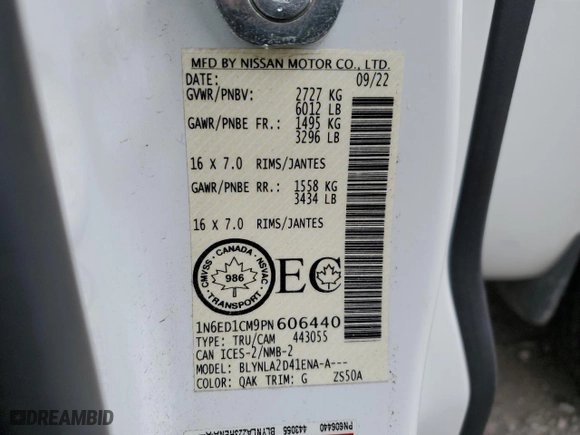 MFD BY NISSAN MOTOR CO., LTD.
DATE: 09/22
GVWR/PNBV: 2727 KG
6012 LB
GAWR/PNBE FR.: 1495 KG
3296 LB
16 X 7.0 RIMS/JANTES
GAWR/PNBE RR.: 1558 KG
3434 LB
16 X 7.0 RIMS/JANTES
CMVSS - CANADA - NSVAC
986
TRANSPORT
EC
1N6ED1CM9PN606440
TYPE: TRU/CAM 443055
CAN ICES-2/NMB-2
MODEL: BLYNLA2D41ENA-A---
COLOR: QAK TRIM: G ZS50A
PN606440
443055
DREAMBID